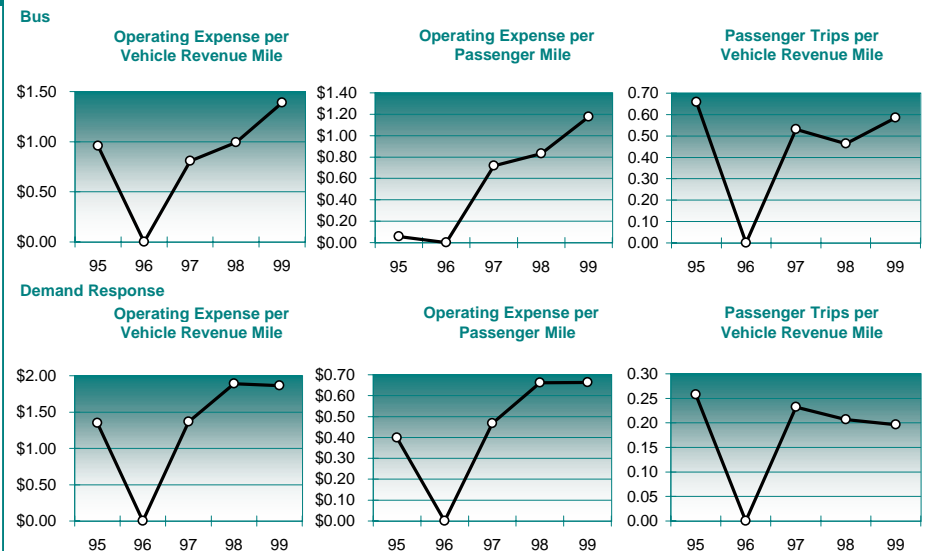 Bus
Operating Expense per
Vehicle Revenue Mile
$1.50
$1.00
$0.50
$0.00
95 96 97 98 99
Operating Expense per
Passenger Mile
$1.40
$1.20
$1.00
$0.80
$0.60
$0.40
$0.20
$0.00
95 96 97 98 99
Passenger Trips per
Vehicle Revenue Mile
0.70
0.60
0.50
0.40
0.30
0.20
0.10
0.00
95 96 97 98 99
Demand Response
Operating Expense per
Vehicle Revenue Mile
$2.00
$1.50
$1.00
$0.50
$0.00
95 96 97 98 99
Operating Expense per
Passenger Mile
$0.70
$0.60
$0.50
$0.40
$0.30
$0.20
$0.10
$0.00
95 96 97 98 99
Passenger Trips per
Vehicle Revenue Mile
0.30
0.25
0.20
0.15
0.10
0.05
0.00
95 96 97 98 99